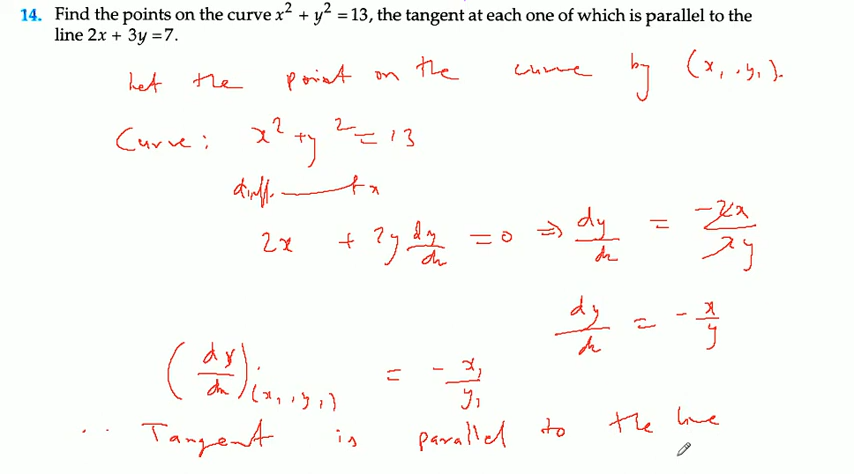 14. Find the points on the curve x² + y² = 13, the tangent at each one of which is parallel to the
line 2x + 3y = 7.
Let the point on the curve by (x₁, y₁).
Curve: x² + y² = 13
diff. x
2x + 2y dy/dx = 0 ⇒ dy/dx = -2x/2y
dy/dx = -x/y
(dy/dx)(x₁, y₁) = -x₁/y₁
∴ Tangent is parallel to the line